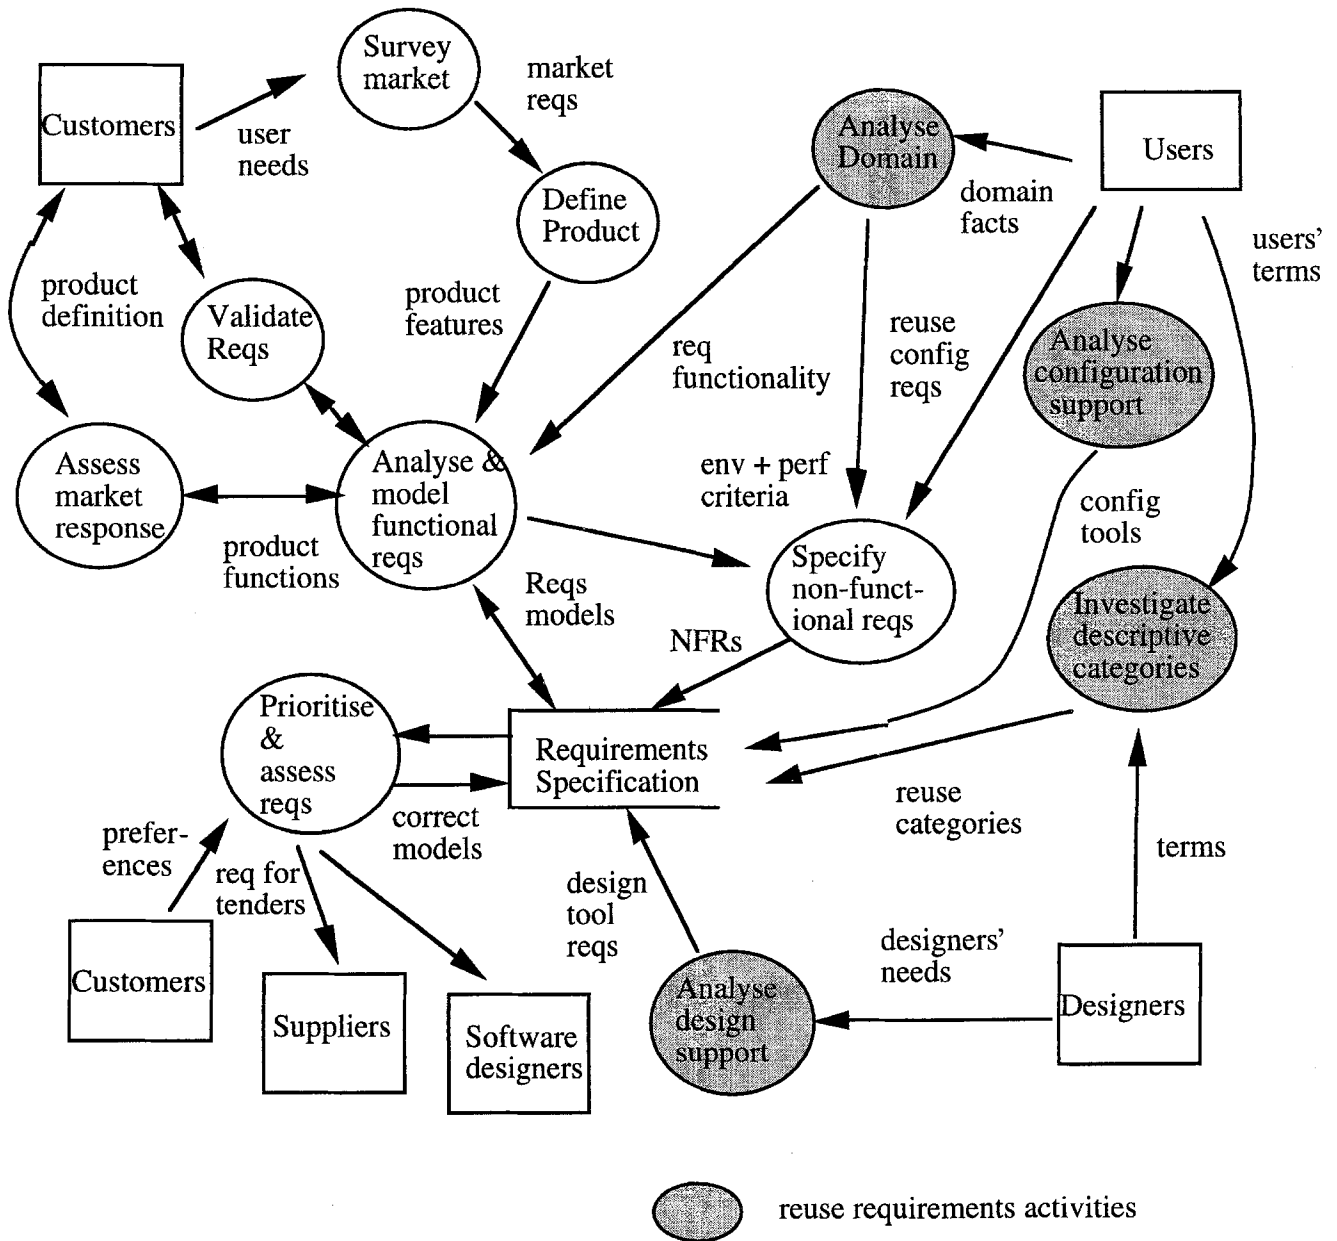 Survey
market
market
reqs
Customers
user
needs
Analyse
Domain
Users
domain
facts
users'
terms
Define
Product
product
definition
Validate
Reqs
product
features
req
functionality
reuse
config
reqs
Analyse
configuration
support
Assess
market
response
Analyse &
model
functional
reqs
env + perf
criteria
config
tools
product
functions
Reqs
models
Specify
non-funct-
ional reqs
NFRs
Investigate
descriptive
categories
Prioritise
&
assess
reqs
Requirements
Specification
correct
models
reuse
categories
terms
prefer-
ences
req for
tenders
design
tool
reqs
designers'
needs
Customers
Suppliers
Software
designers
Analyse
design
support
Designers
reuse requirements activities